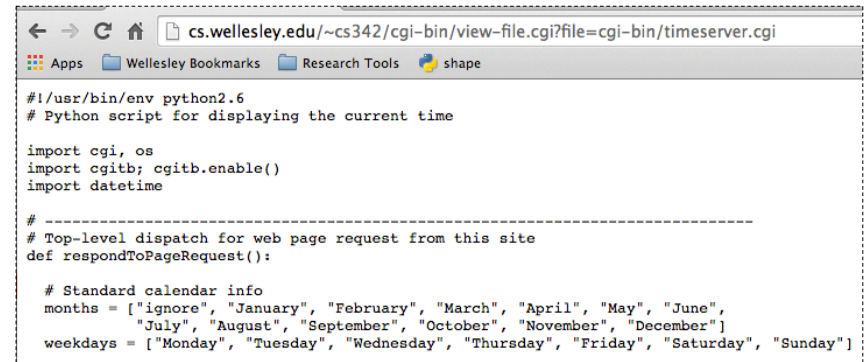 cs.wellesley.edu/~cs342/cgi-bin/view-file.cgi?file=cgi-bin/timeserver.cgi
Apps Wellesley Bookmarks Research Tools shape
#!/usr/bin/env python2.6
# Python script for displaying the current time
import cgi, os
import cgitb; cgitb.enable()
import datetime
# ------------------------------------------------------------------------------
# Top-level dispatch for web page request from this site
def respondToPageRequest():
  # Standard calendar info
  months = ["ignore", "January", "February", "March", "April", "May", "June",
            "July", "August", "September", "October", "November", "December"]
  weekdays = ["Monday", "Tuesday", "Wednesday", "Thursday", "Friday", "Saturday", "Sunday"]